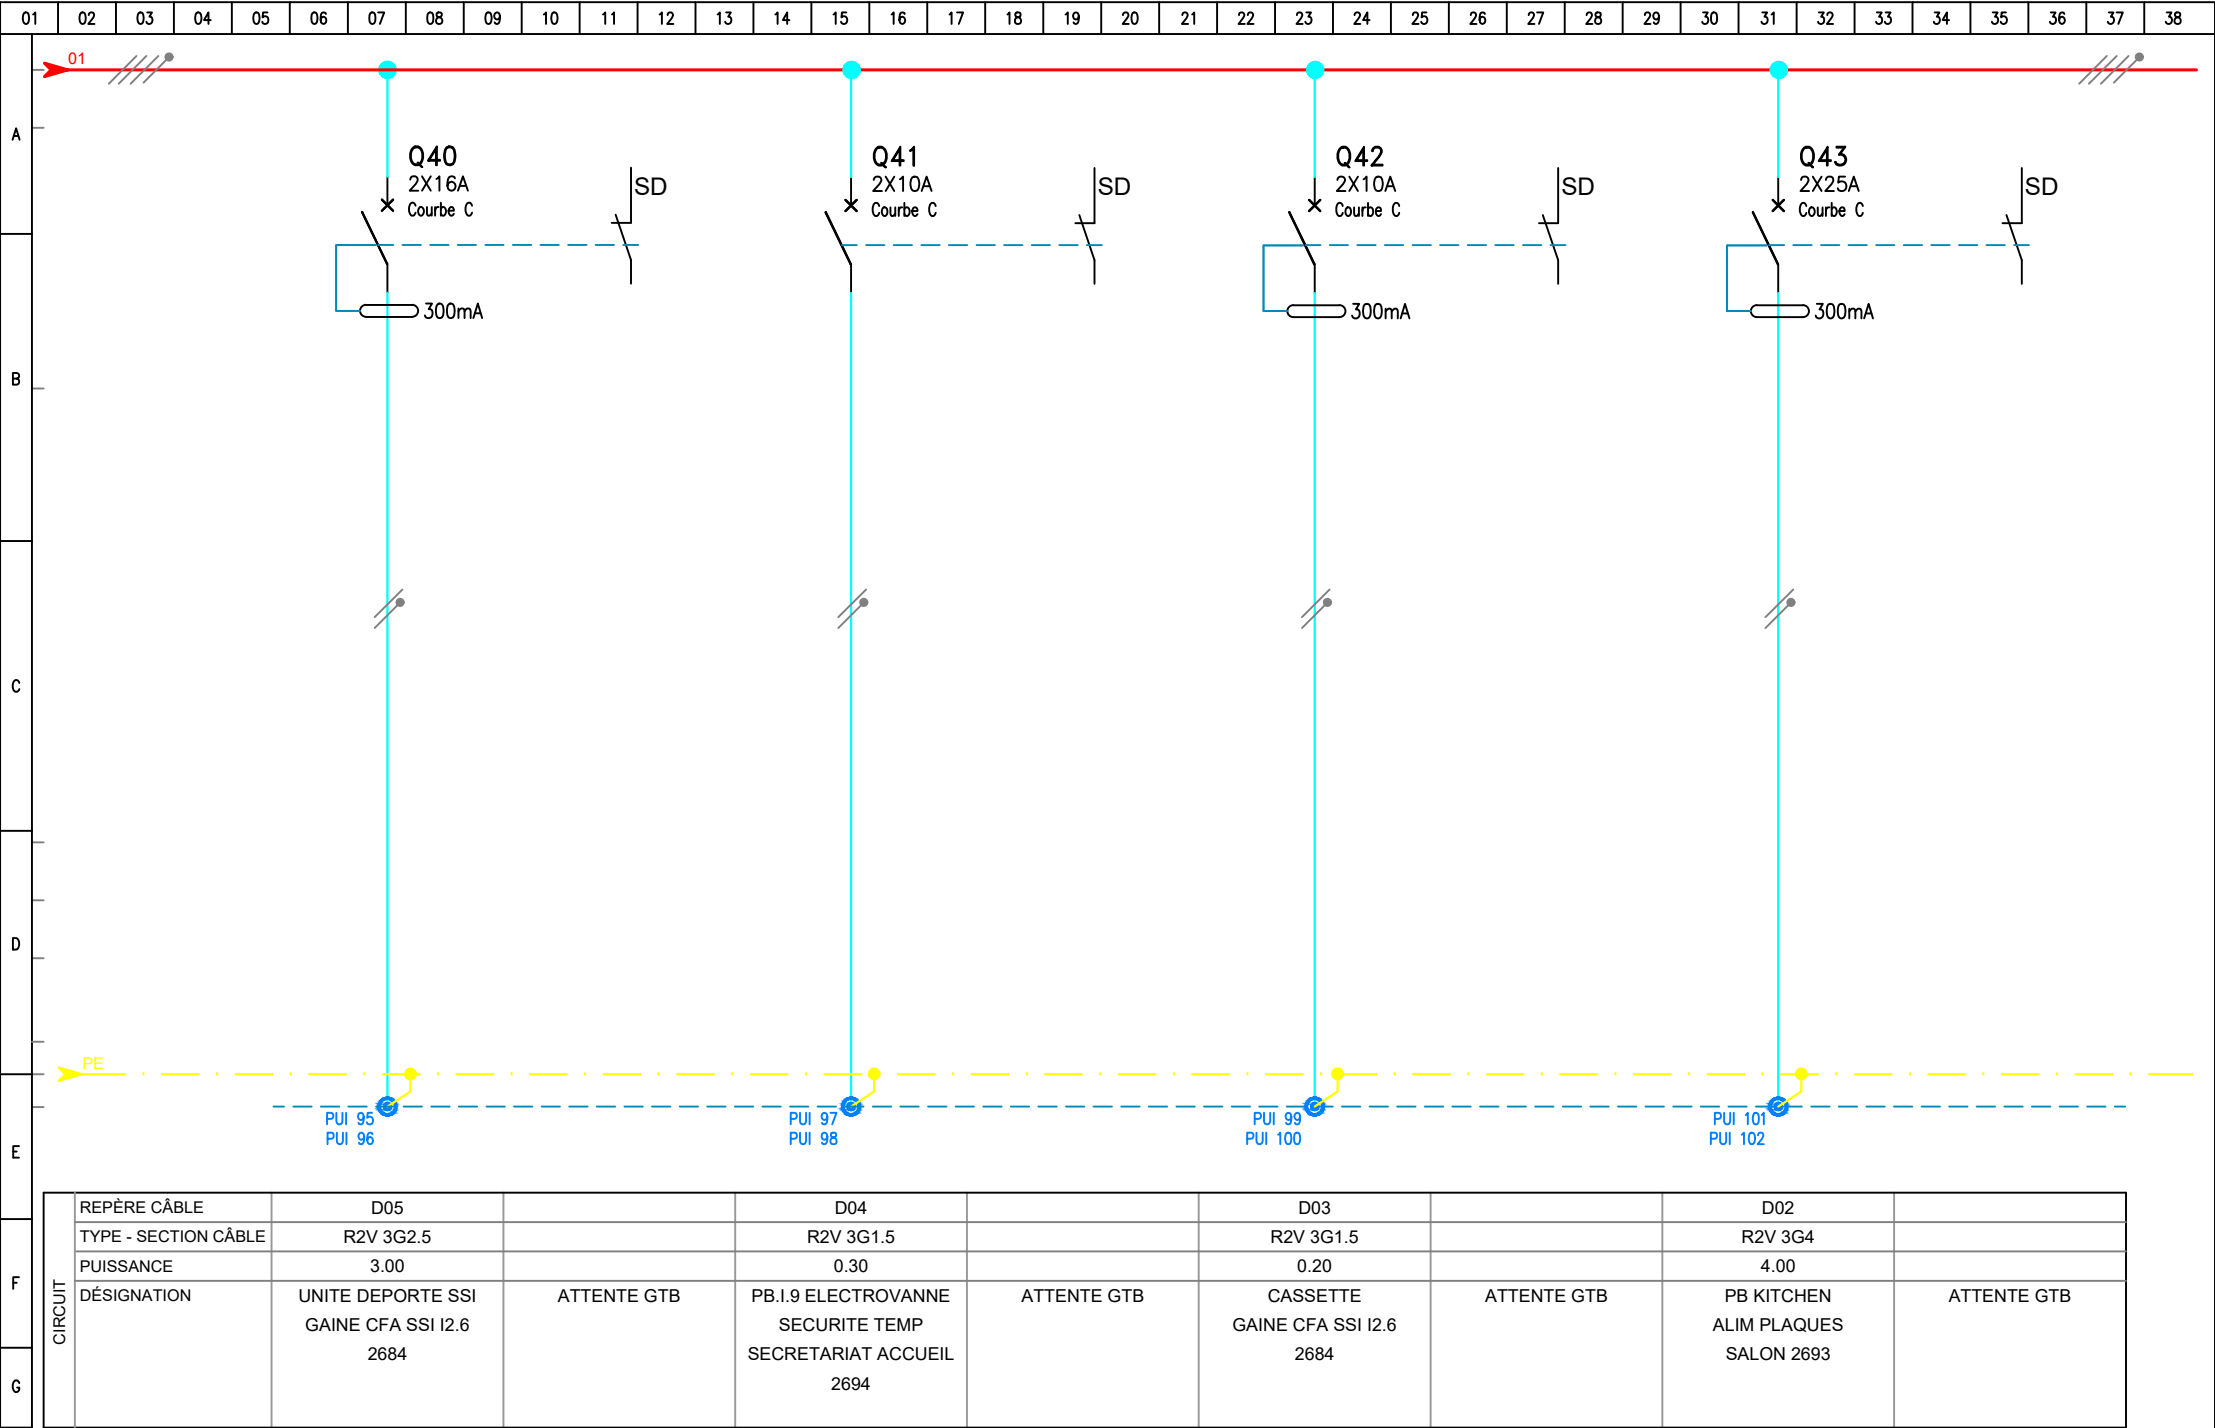 01 02 03 04 05 06 07 08 09 10 11 12 13 14 15 16 17 18 19 20 21 22 23 24 25 26 27 28 29 30 31 32 33 34 35 36 37 38
01
A
Q40
2X16A
Courbe C
SD
300mA
Q41
2X10A
Courbe C
SD
Q42
2X10A
Courbe C
SD
300mA
Q43
2X25A
Courbe C
SD
300mA
B
C
D
PE
PUI 95
PUI 96
PUI 97
PUI 98
PUI 99
PUI 100
PUI 101
PUI 102
E
F
G
CIRCUIT
REPÈRE CÂBLE D05 D04 D03 D02
TYPE - SECTION CÂBLE R2V 3G2.5 R2V 3G1.5 R2V 3G1.5 R2V 3G4
PUISSANCE 3.00 0.30 0.20 4.00
DÉSIGNATION
UNITE DEPORTE SSI
GAINE CFA SSI I2.6
2684
ATTENTE GTB
PB.I.9 ELECTROVANNE
SECURITE TEMP
SECRETARIAT ACCUEIL
2694
ATTENTE GTB
CASSETTE
GAINE CFA SSI I2.6
2684
ATTENTE GTB
PB KITCHEN
ALIM PLAQUES
SALON 2693
ATTENTE GTB